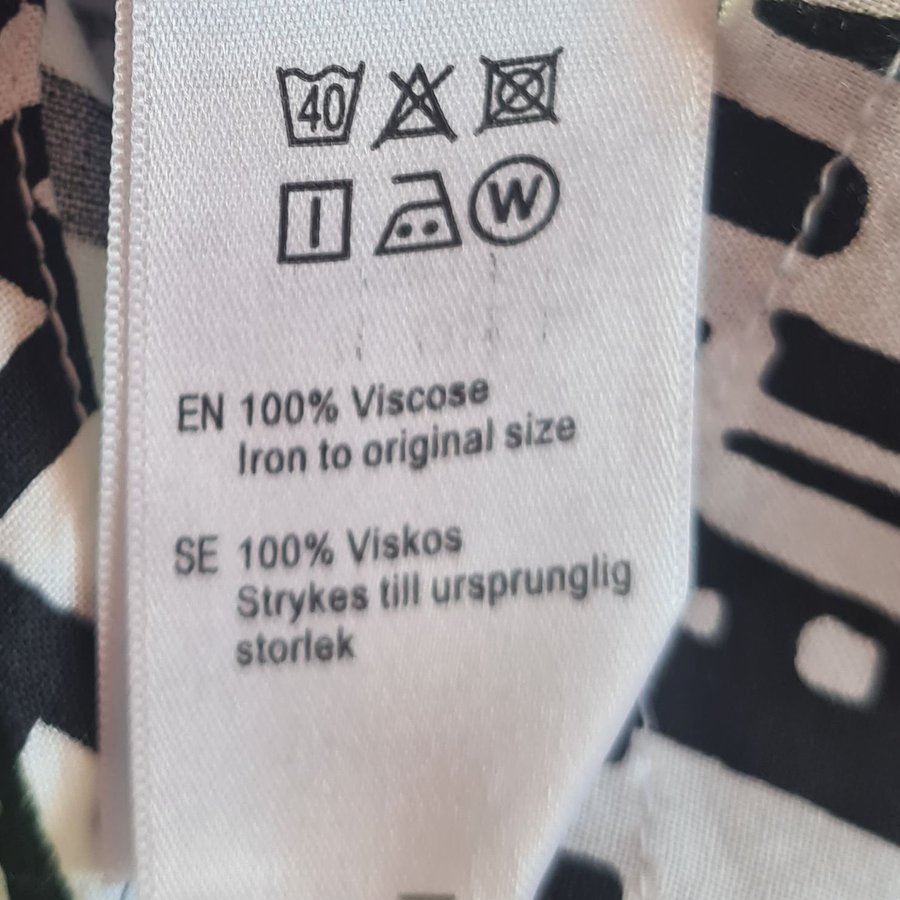 40
W
EN 100% Viscose
Iron to original size
SE 100% Viskos
Strykes till ursprunglig
storlek